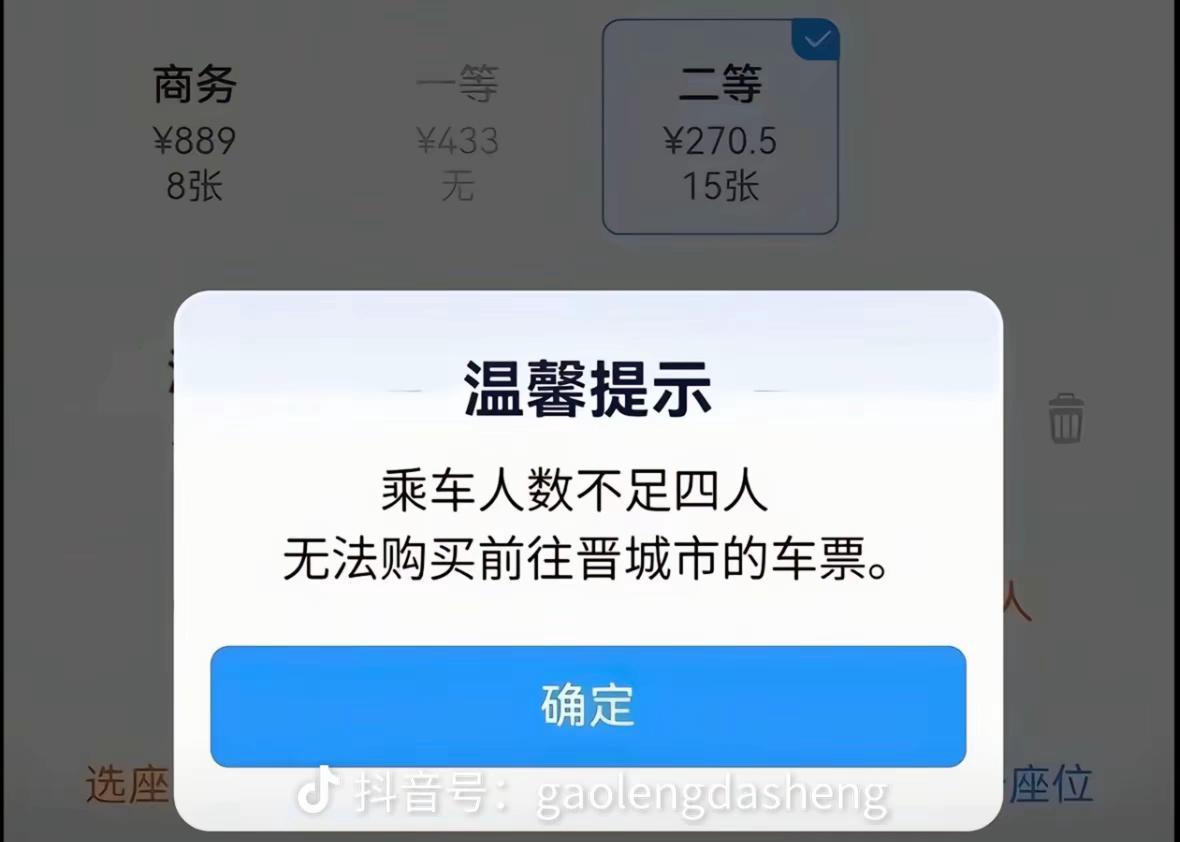 商务 一等 二等
¥889 ¥433 ¥270.5
8张 无 15张
温馨提示
乘车人数不足四人
无法购买前往晋城市的车票。
人
确定
选座 座位
抖音号：gaolengdasheng